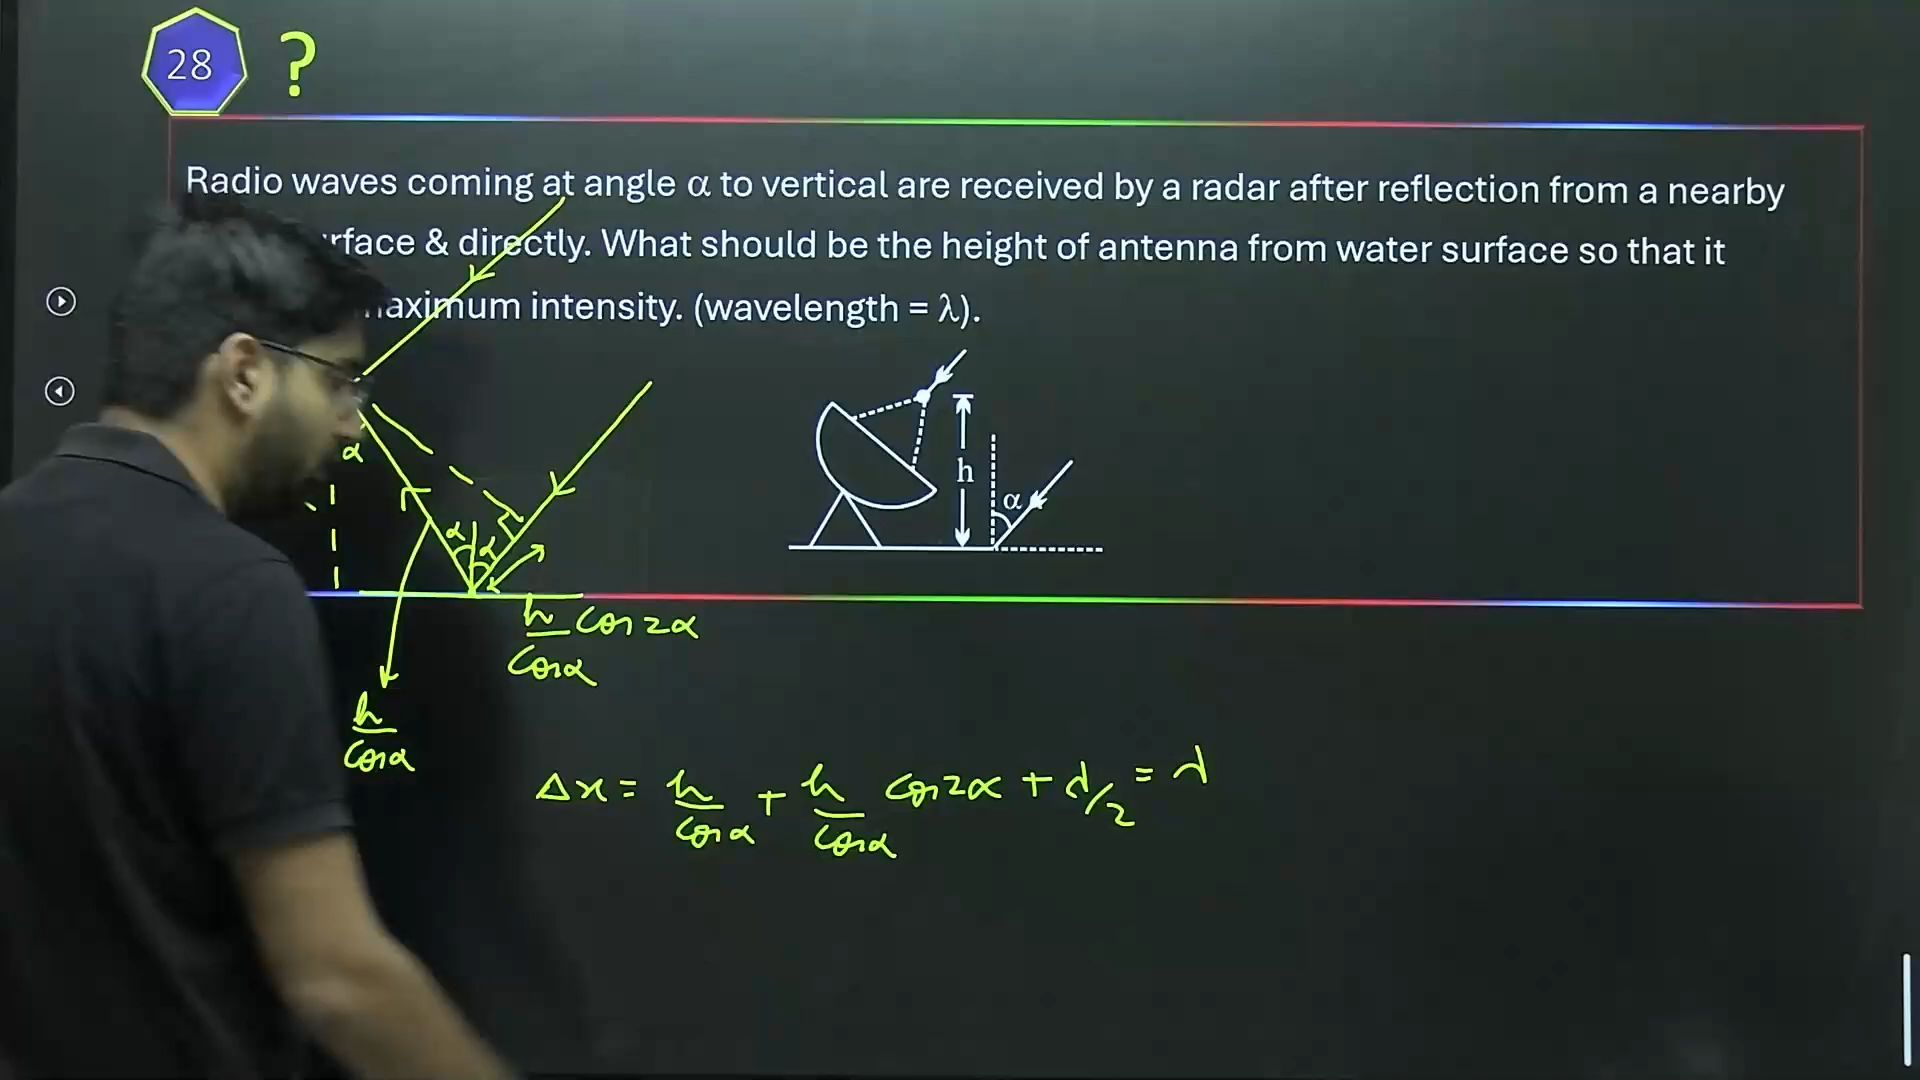 28 ?
Radio waves coming at angle α to vertical are received by a radar after reflection from a nearby
rface & directly. What should be the height of antenna from water surface so that it
aximum intensity. (wavelength = λ).
α
α α
h
α
h/cosα cos2α
h/cosα
Δx = h/cosα + h/cosα cos2α + λ/2 = λ